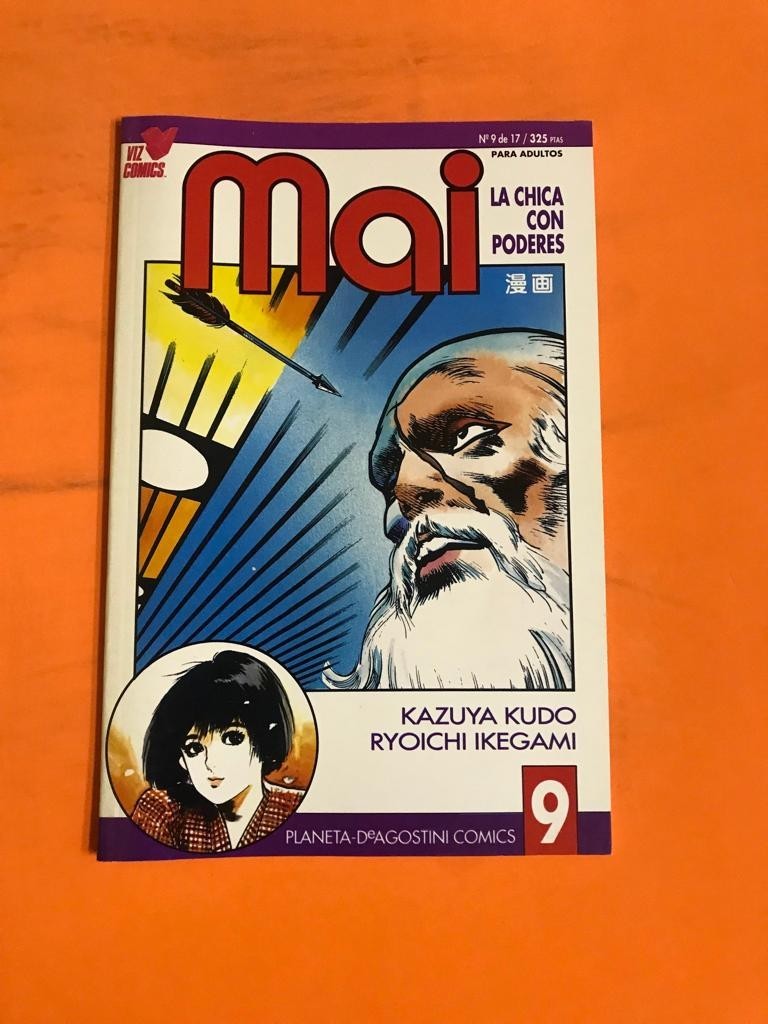 Nº 9 de 17 / 325 PTAS
PARA ADULTOS
VIZ
COMICS™
mai
LA CHICA
CON
PODERES
漫画
KAZUYA KUDO
RYOICHI IKEGAMI
9
PLANETA-DeAGOSTINI COMICS